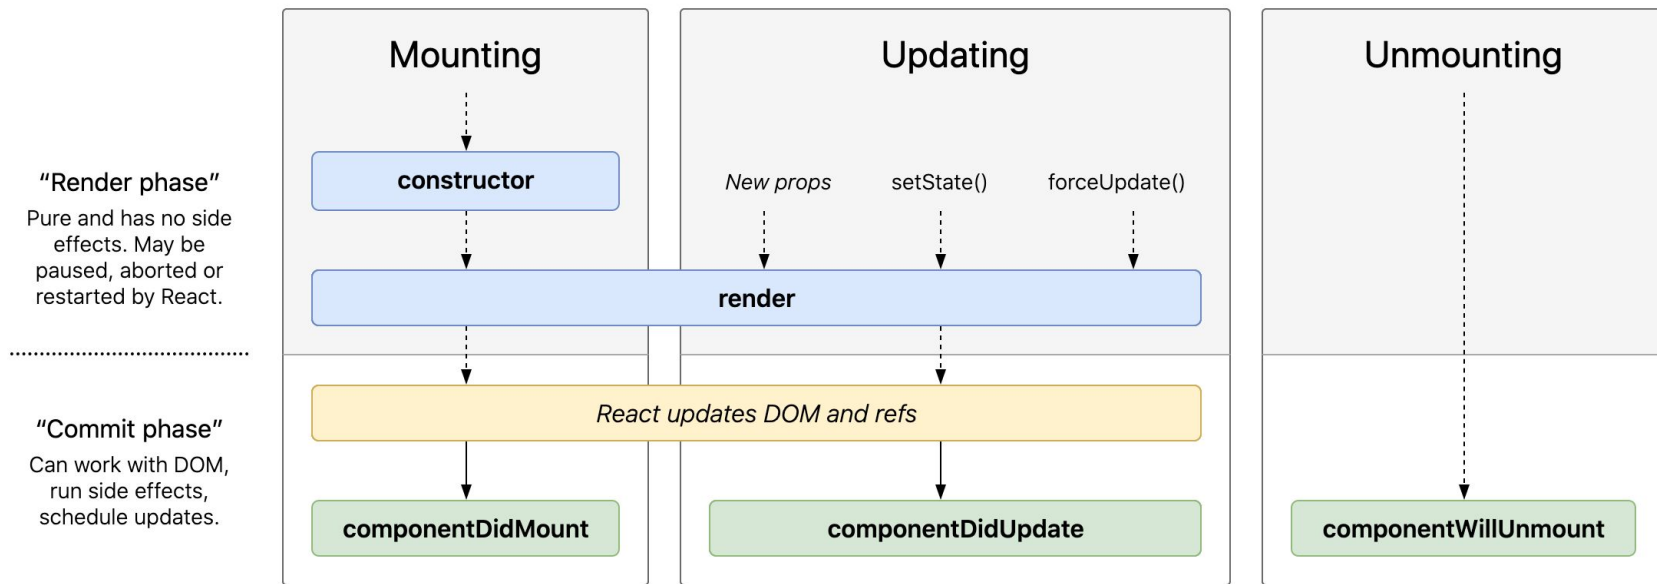 Mounting
Updating
Unmounting
“Render phase”
Pure and has no side
effects. May be
paused, aborted or
restarted by React.
constructor
New props
setState()
forceUpdate()
render
“Commit phase”
Can work with DOM,
run side effects,
schedule updates.
React updates DOM and refs
componentDidMount
componentDidUpdate
componentWillUnmount